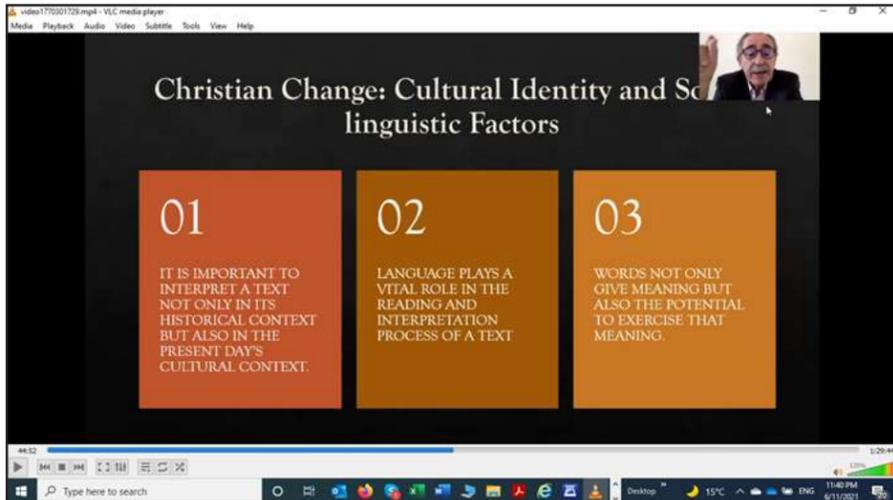 video1770301729.mp4 - VLC media player
Media Playback Audio Video Subtitle Tools View Help
Christian Change: Cultural Identity and So
linguistic Factors
01
IT IS IMPORTANT TO
INTERPRET A TEXT
NOT ONLY IN ITS
HISTORICAL CONTEXT
BUT ALSO IN THE
PRESENT DAY'S
CULTURAL CONTEXT.
02
LANGUAGE PLAYS A
VITAL ROLE IN THE
READING AND
INTERPRETATION
PROCESS OF A TEXT
03
WORDS NOT ONLY
GIVE MEANING BUT
ALSO THE POTENTIAL
TO EXERCISE THAT
MEANING.
44:52
1:29:44
Type here to search
Desktop
15°C
ENG
11:40 PM
6/11/2021